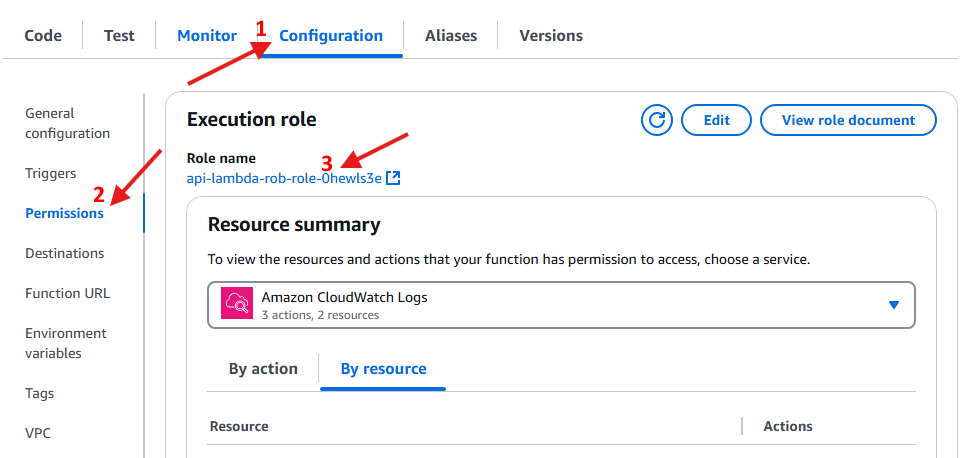 Code Test Monitor 1 Configuration Aliases Versions
General
configuration
Triggers
2
Permissions
Destinations
Function URL
Environment
variables
Tags
VPC
Execution role
Edit
View role document
Role name
3
api-lambda-rob-role-0hewls3e
Resource summary
To view the resources and actions that your function has permission to access, choose a service.
Amazon CloudWatch Logs
3 actions, 2 resources
By action By resource
Resource Actions